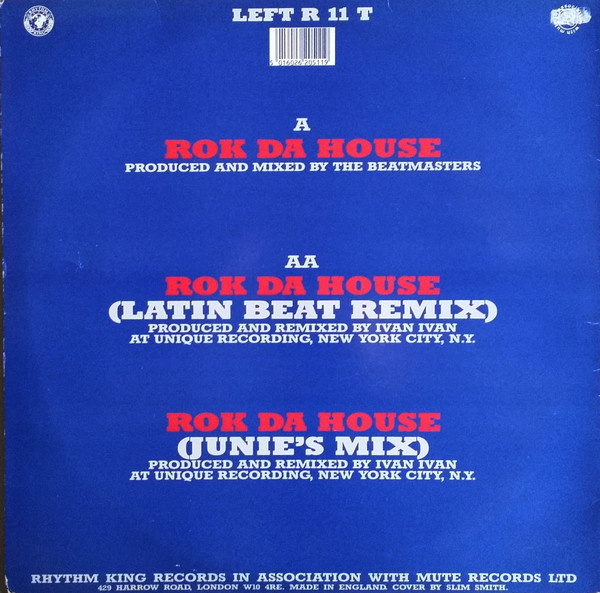 LEFT R 11 T
5 016026 205119
A
ROK DA HOUSE
PRODUCED AND MIXED BY THE BEATMASTERS
AA
ROK DA HOUSE
(LATIN BEAT REMIX)
PRODUCED AND REMIXED BY IVAN IVAN
AT UNIQUE RECORDING, NEW YORK CITY, N.Y.
ROK DA HOUSE
(JUNIE'S MIX)
PRODUCED AND REMIXED BY IVAN IVAN
AT UNIQUE RECORDING, NEW YORK CITY, N.Y.
RHYTHM KING RECORDS IN ASSOCIATION WITH MUTE RECORDS LTD
429 HARROW ROAD, LONDON W10 4RE. MADE IN ENGLAND. COVER BY SLIM SMITH.